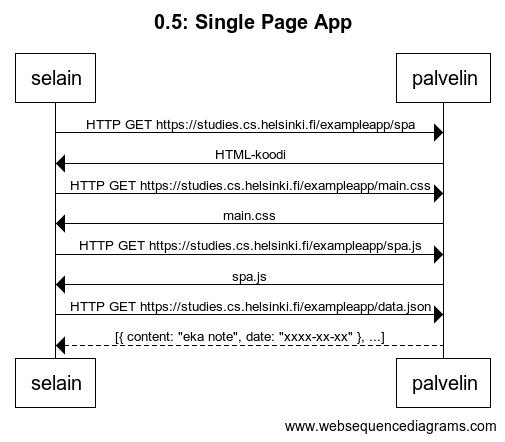 0.5: Single Page App
selain palvelin
HTTP GET https://studies.cs.helsinki.fi/exampleapp/spa
HTML-koodi
HTTP GET https://studies.cs.helsinki.fi/exampleapp/main.css
main.css
HTTP GET https://studies.cs.helsinki.fi/exampleapp/spa.js
spa.js
HTTP GET https://studies.cs.helsinki.fi/exampleapp/data.json
[{ content: "eka note", date: "xxxx-xx-xx" }, ...]
selain palvelin
www.websequencediagrams.com